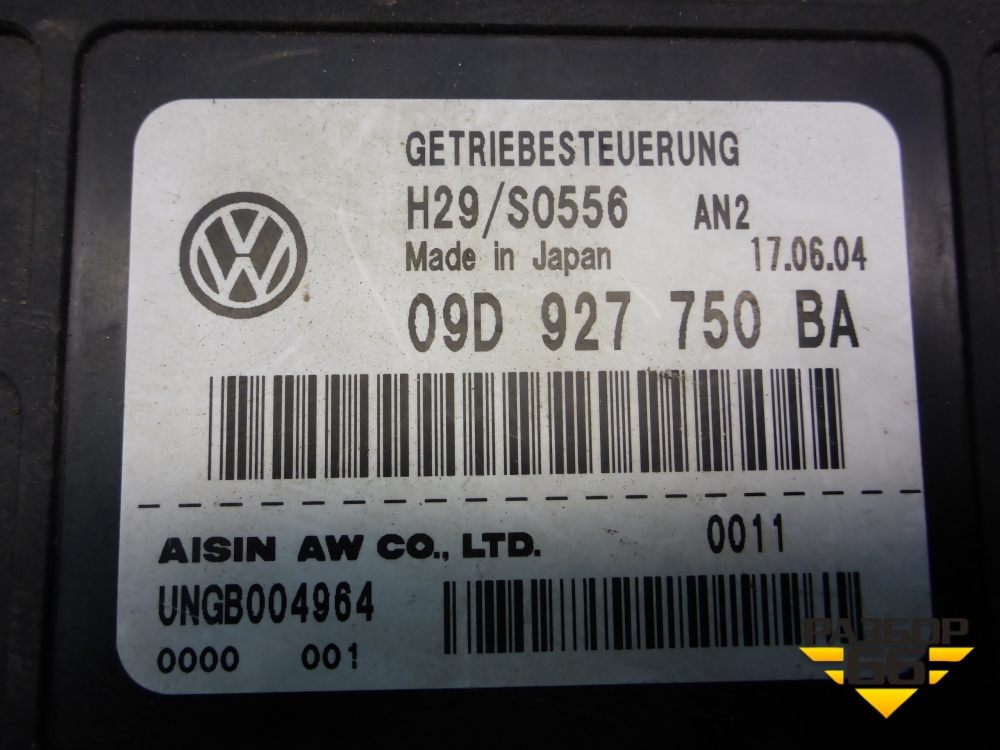 GETRIEBESTEUERUNG
H29/S0556 AN2
Made in Japan 17.06.04
09D 927 750 BA
AISIN AW CO., LTD. 0011
UNGB004964
0000 001
РАЗБОР
66